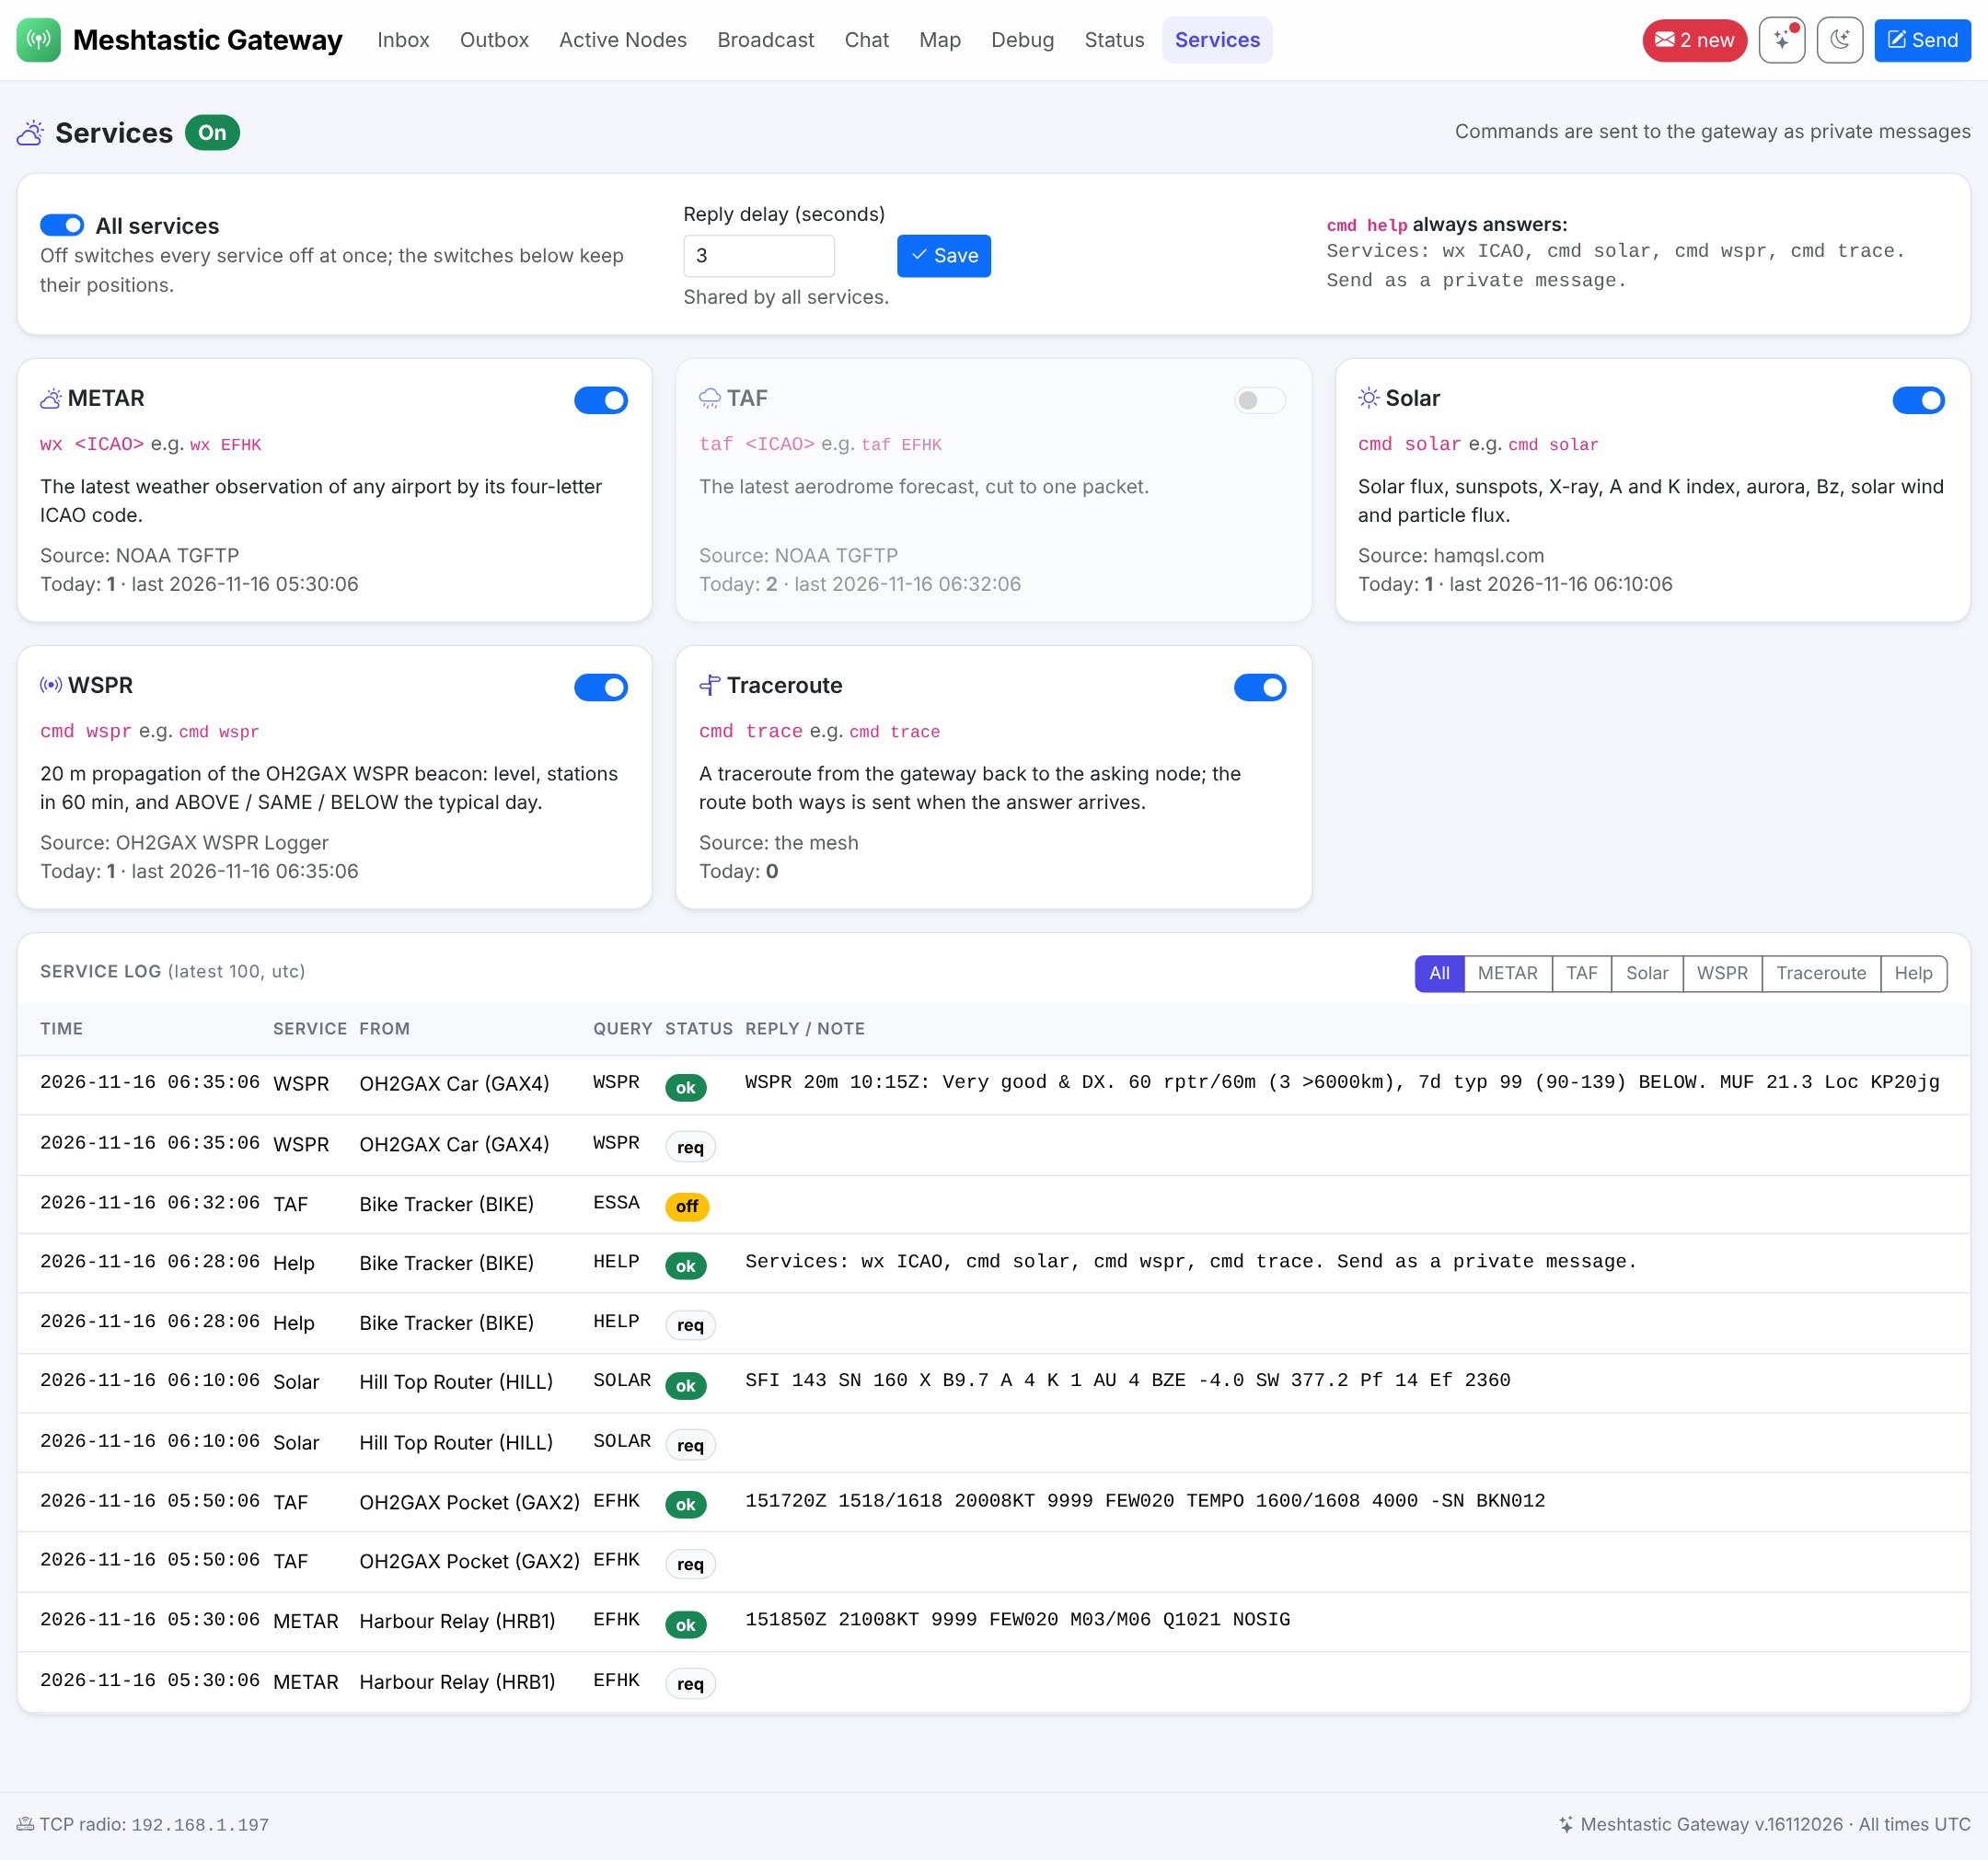 Meshtastic Gateway Inbox Outbox Active Nodes Broadcast Chat Map Debug Status Services 2 new Send
Services On Commands are sent to the gateway as private messages
All services
Off switches every service off at once; the switches below keep
their positions.
Reply delay (seconds)
3 Save
Shared by all services.
cmd help always answers:
Services: wx ICAO, cmd solar, cmd wspr, cmd trace.
Send as a private message.
METAR
wx <ICAO> e.g. wx EFHK
The latest weather observation of any airport by its four-letter
ICAO code.
Source: NOAA TGFTP
Today: 1 · last 2026-11-16 05:30:06
TAF
taf <ICAO> e.g. taf EFHK
The latest aerodrome forecast, cut to one packet.
Source: NOAA TGFTP
Today: 2 · last 2026-11-16 06:32:06
Solar
cmd solar e.g. cmd solar
Solar flux, sunspots, X-ray, A and K index, aurora, Bz, solar wind
and particle flux.
Source: hamqsl.com
Today: 1 · last 2026-11-16 06:10:06
WSPR
cmd wspr e.g. cmd wspr
20 m propagation of the OH2GAX WSPR beacon: level, stations
in 60 min, and ABOVE / SAME / BELOW the typical day.
Source: OH2GAX WSPR Logger
Today: 1 · last 2026-11-16 06:35:06
Traceroute
cmd trace e.g. cmd trace
A traceroute from the gateway back to the asking node; the
route both ways is sent when the answer arrives.
Source: the mesh
Today: 0
SERVICE LOG (latest 100, utc) All METAR TAF Solar WSPR Traceroute Help
TIME SERVICE FROM QUERY STATUS REPLY / NOTE
2026-11-16 06:35:06 WSPR OH2GAX Car (GAX4) WSPR ok WSPR 20m 10:15Z: Very good & DX. 60 rptr/60m (3 >6000km), 7d typ 99 (90-139) BELOW. MUF 21.3 Loc KP20jg
2026-11-16 06:35:06 WSPR OH2GAX Car (GAX4) WSPR req
2026-11-16 06:32:06 TAF Bike Tracker (BIKE) ESSA off
2026-11-16 06:28:06 Help Bike Tracker (BIKE) HELP ok Services: wx ICAO, cmd solar, cmd wspr, cmd trace. Send as a private message.
2026-11-16 06:28:06 Help Bike Tracker (BIKE) HELP req
2026-11-16 06:10:06 Solar Hill Top Router (HILL) SOLAR ok SFI 143 SN 160 X B9.7 A 4 K 1 AU 4 BZE -4.0 SW 377.2 Pf 14 Ef 2360
2026-11-16 06:10:06 Solar Hill Top Router (HILL) SOLAR req
2026-11-16 05:50:06 TAF OH2GAX Pocket (GAX2) EFHK ok 151720Z 1518/1618 20008KT 9999 FEW020 TEMPO 1600/1608 4000 -SN BKN012
2026-11-16 05:50:06 TAF OH2GAX Pocket (GAX2) EFHK req
2026-11-16 05:30:06 METAR Harbour Relay (HRB1) EFHK ok 151850Z 21008KT 9999 FEW020 M03/M06 Q1021 NOSIG
2026-11-16 05:30:06 METAR Harbour Relay (HRB1) EFHK req
TCP radio: 192.168.1.197 Meshtastic Gateway v.16112026 · All times UTC